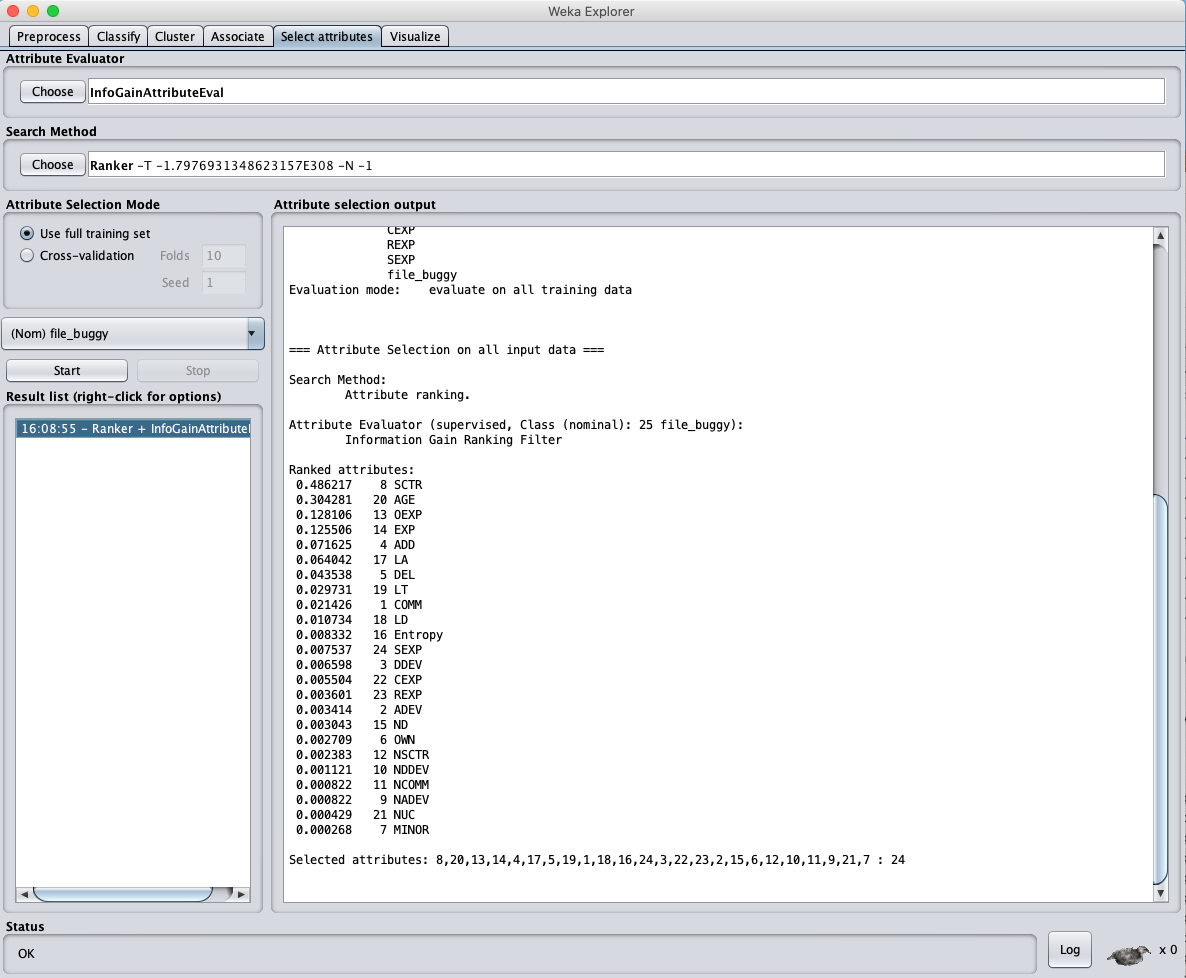 Weka Explorer
Preprocess Classify Cluster Associate Select attributes Visualize
Attribute Evaluator
Choose InfoGainAttributeEval
Search Method
Choose Ranker -T -1.7976931348623157E308 -N -1
Attribute Selection Mode
Use full training set
Cross-validation Folds 10
Seed 1
(Nom) file_buggy
Start Stop
Result list (right-click for options)
16:08:55 - Ranker + InfoGainAttributeE
Attribute selection output
CEXP
REXP
SEXP
file_buggy
Evaluation mode: evaluate on all training data
=== Attribute Selection on all input data ===
Search Method:
Attribute ranking.
Attribute Evaluator (supervised, Class (nominal): 25 file_buggy):
Information Gain Ranking Filter
Ranked attributes:
0.486217 8 SCTR
0.304281 20 AGE
0.128106 13 OEXP
0.125506 14 EXP
0.071625 4 ADD
0.064042 17 LA
0.043538 5 DEL
0.029731 19 LT
0.021426 1 COMM
0.010734 18 LD
0.008332 16 Entropy
0.007537 24 SEXP
0.006598 3 DDEV
0.005504 22 CEXP
0.003601 23 REXP
0.003414 2 ADEV
0.003043 15 ND
0.002709 6 OWN
0.002383 12 NSCTR
0.001121 10 NDDEV
0.000822 11 NCOMM
0.000822 9 NADEV
0.000429 21 NUC
0.000268 7 MINOR
Selected attributes: 8,20,13,14,4,17,5,19,1,18,16,24,3,22,23,2,15,6,12,10,11,9,21,7 : 24
Status
OK
Log x 0